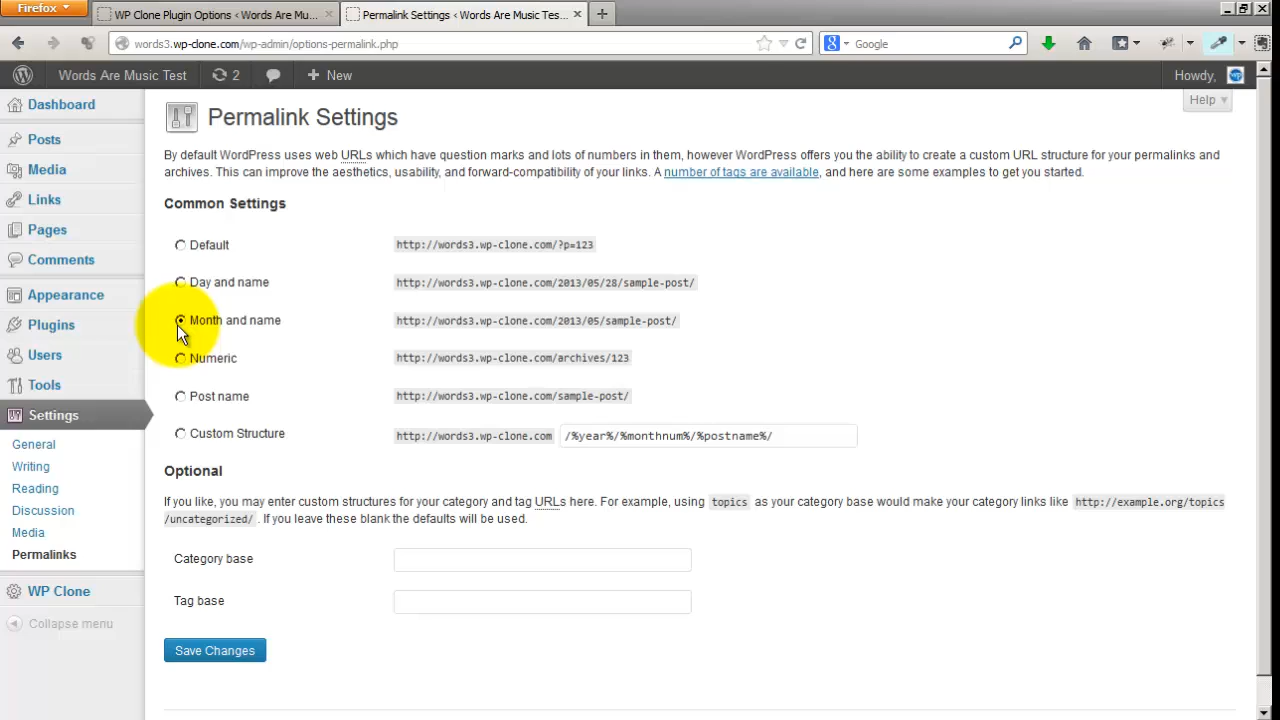 Firefox
WP Clone Plugin Options ‹ Words Are Mu...
Permalink Settings ‹ Words Are Music Tes...
words3.wp-clone.com/wp-admin/options-permalink.php
Google
Words Are Music Test 2 New Howdy,
Help
Dashboard
Posts
Media
Links
Pages
Comments
Appearance
Plugins
Users
Tools
Settings
General
Writing
Reading
Discussion
Media
Permalinks
WP Clone
Collapse menu
Permalink Settings
By default WordPress uses web URLs which have question marks and lots of numbers in them, however WordPress offers you the ability to create a custom URL structure for your permalinks and
archives. This can improve the aesthetics, usability, and forward-compatibility of your links. A number of tags are available, and here are some examples to get you started.
Common Settings
Default http://words3.wp-clone.com/?p=123
Day and name http://words3.wp-clone.com/2013/05/28/sample-post/
Month and name http://words3.wp-clone.com/2013/05/sample-post/
Numeric http://words3.wp-clone.com/archives/123
Post name http://words3.wp-clone.com/sample-post/
Custom Structure http://words3.wp-clone.com /%year%/%monthnum%/%postname%/
Optional
If you like, you may enter custom structures for your category and tag URLs here. For example, using topics as your category base would make your category links like http://example.org/topics
/uncategorized/ . If you leave these blank the defaults will be used.
Category base
Tag base
Save Changes